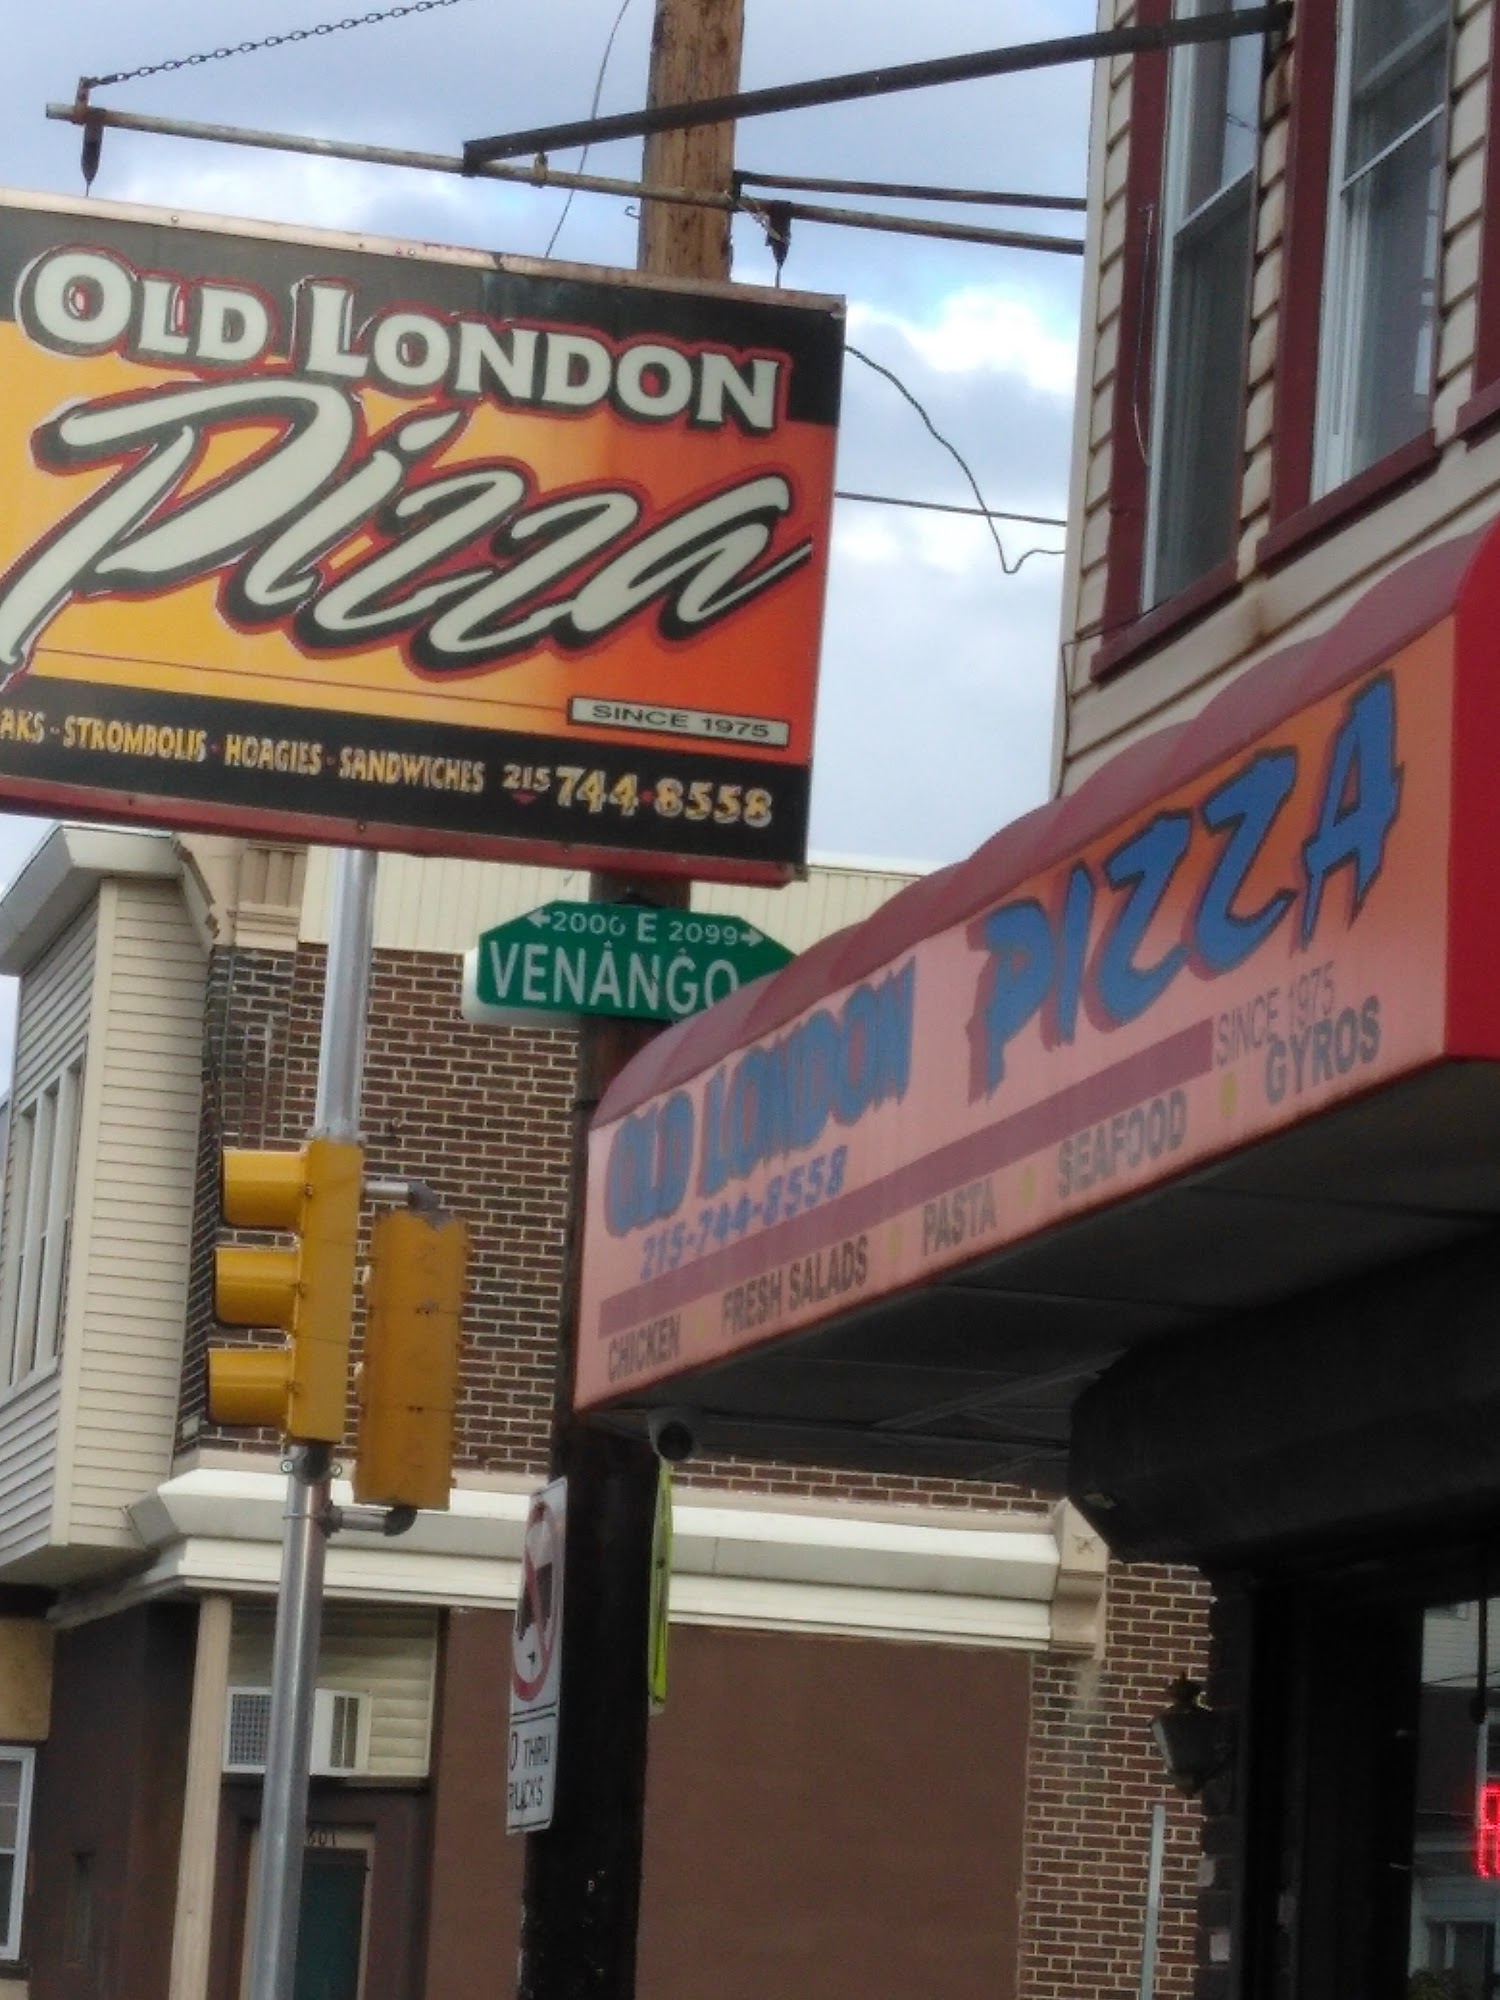 OLD LONDON
Pizza
SINCE 1975
AKS - STROMBOLIS - HOAGIES - SANDWICHES 215 744-8558
←2000 E 2099→
VENANGO
OLD LONDON PIZZA
215-744-8558
SINCE 1975
CHICKEN FRESH SALADS PASTA SEAFOOD GYROS
THRU